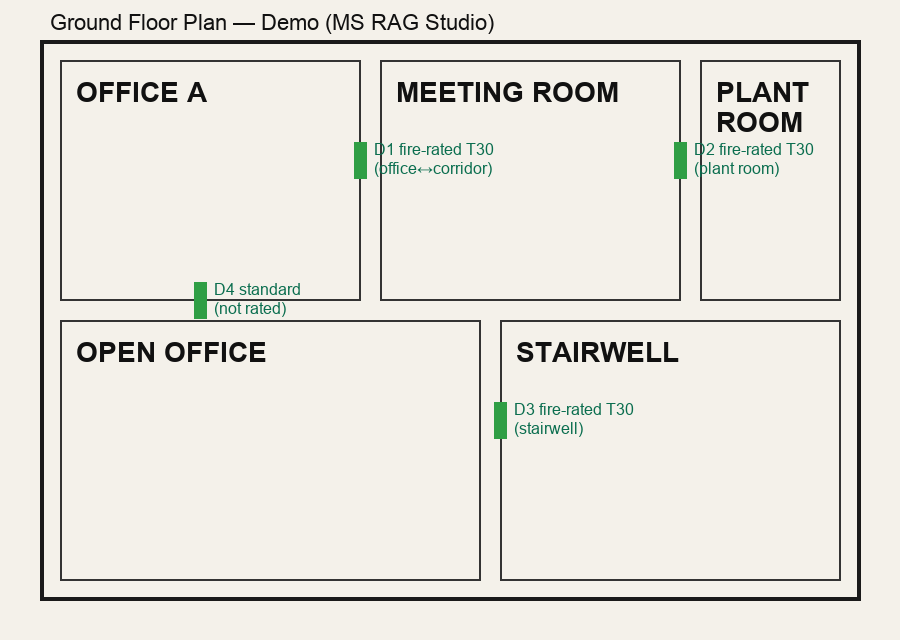 Ground Floor Plan — Demo (MS RAG Studio)
OFFICE A
MEETING ROOM
PLANT
ROOM
D1 fire-rated T30
(office↔corridor)
D2 fire-rated T30
(plant room)
D4 standard
(not rated)
OPEN OFFICE
STAIRWELL
D3 fire-rated T30
(stairwell)